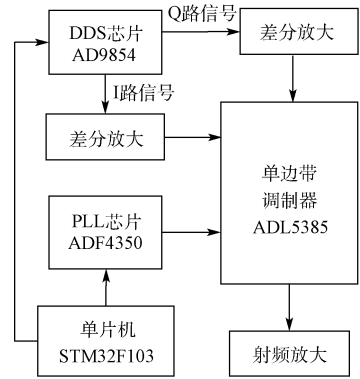 DDS芯片
AD9854
Q路信号
差分放大
I路信号
差分放大
单边带
调制器
ADL5385
PLL芯片
ADF4350
单片机
STM32F103
射频放大